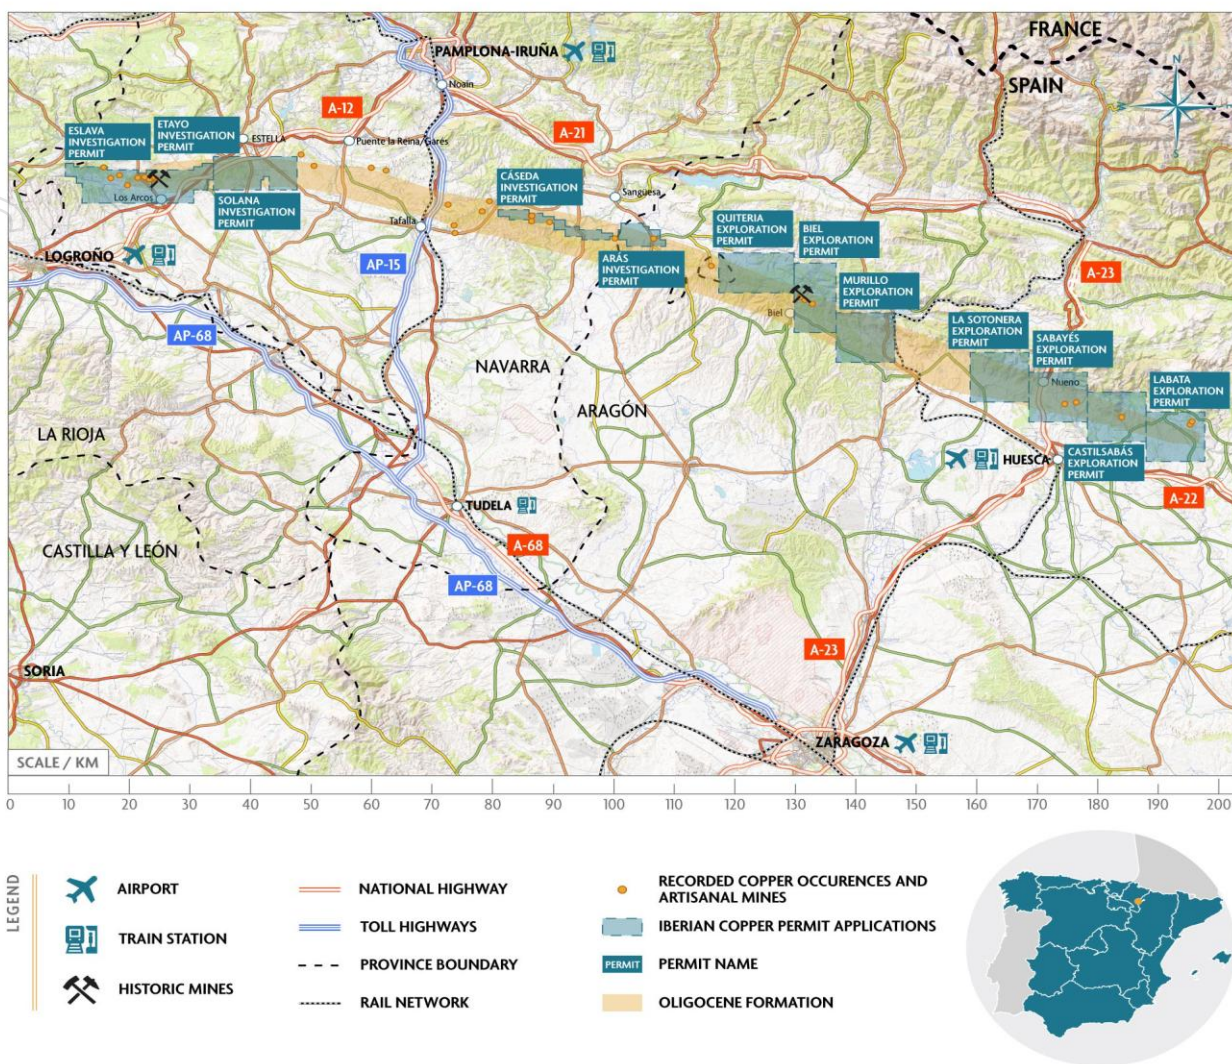 FRANCE
SPAIN
N
S
PAMPLONA-IRUÑA
Noain
A-12
A-21
ESLAVA
INVESTIGATION
PERMIT
ETAYO
INVESTIGATION
PERMIT
ESTELLA
Puente la Reina/Gares
Los Arcos
SOLANA
INVESTIGATION
PERMIT
CÁSEDA
INVESTIGATION
PERMIT
Sangüesa
Tafalla
QUITERIA
EXPLORATION
PERMIT
BIEL
EXPLORATION
PERMIT
LOGROÑO
AP-15
ARÁS
INVESTIGATION
PERMIT
MURILLO
EXPLORATION
PERMIT
A-23
Biel
LA SOTONERA
EXPLORATION
PERMIT
SABAYÉS
EXPLORATION
PERMIT
AP-68
NAVARRA
Nueno
LABATA
EXPLORATION
PERMIT
ARAGÓN
LA RIOJA
HUESCA
CASTILSABÁS
EXPLORATION
PERMIT
A-22
TUDELA
CASTILLA Y LEÓN
A-68
AP-68
SORIA
A-23
ZARAGOZA
SCALE / KM
0 10 20 30 40 50 60 70 80 90 100 110 120 130 140 150 160 170 180 190 200
LEGEND
AIRPORT
TRAIN STATION
HISTORIC MINES
NATIONAL HIGHWAY
TOLL HIGHWAYS
PROVINCE BOUNDARY
RAIL NETWORK
RECORDED COPPER OCCURENCES AND
ARTISANAL MINES
IBERIAN COPPER PERMIT APPLICATIONS
PERMIT
PERMIT NAME
OLIGOCENE FORMATION